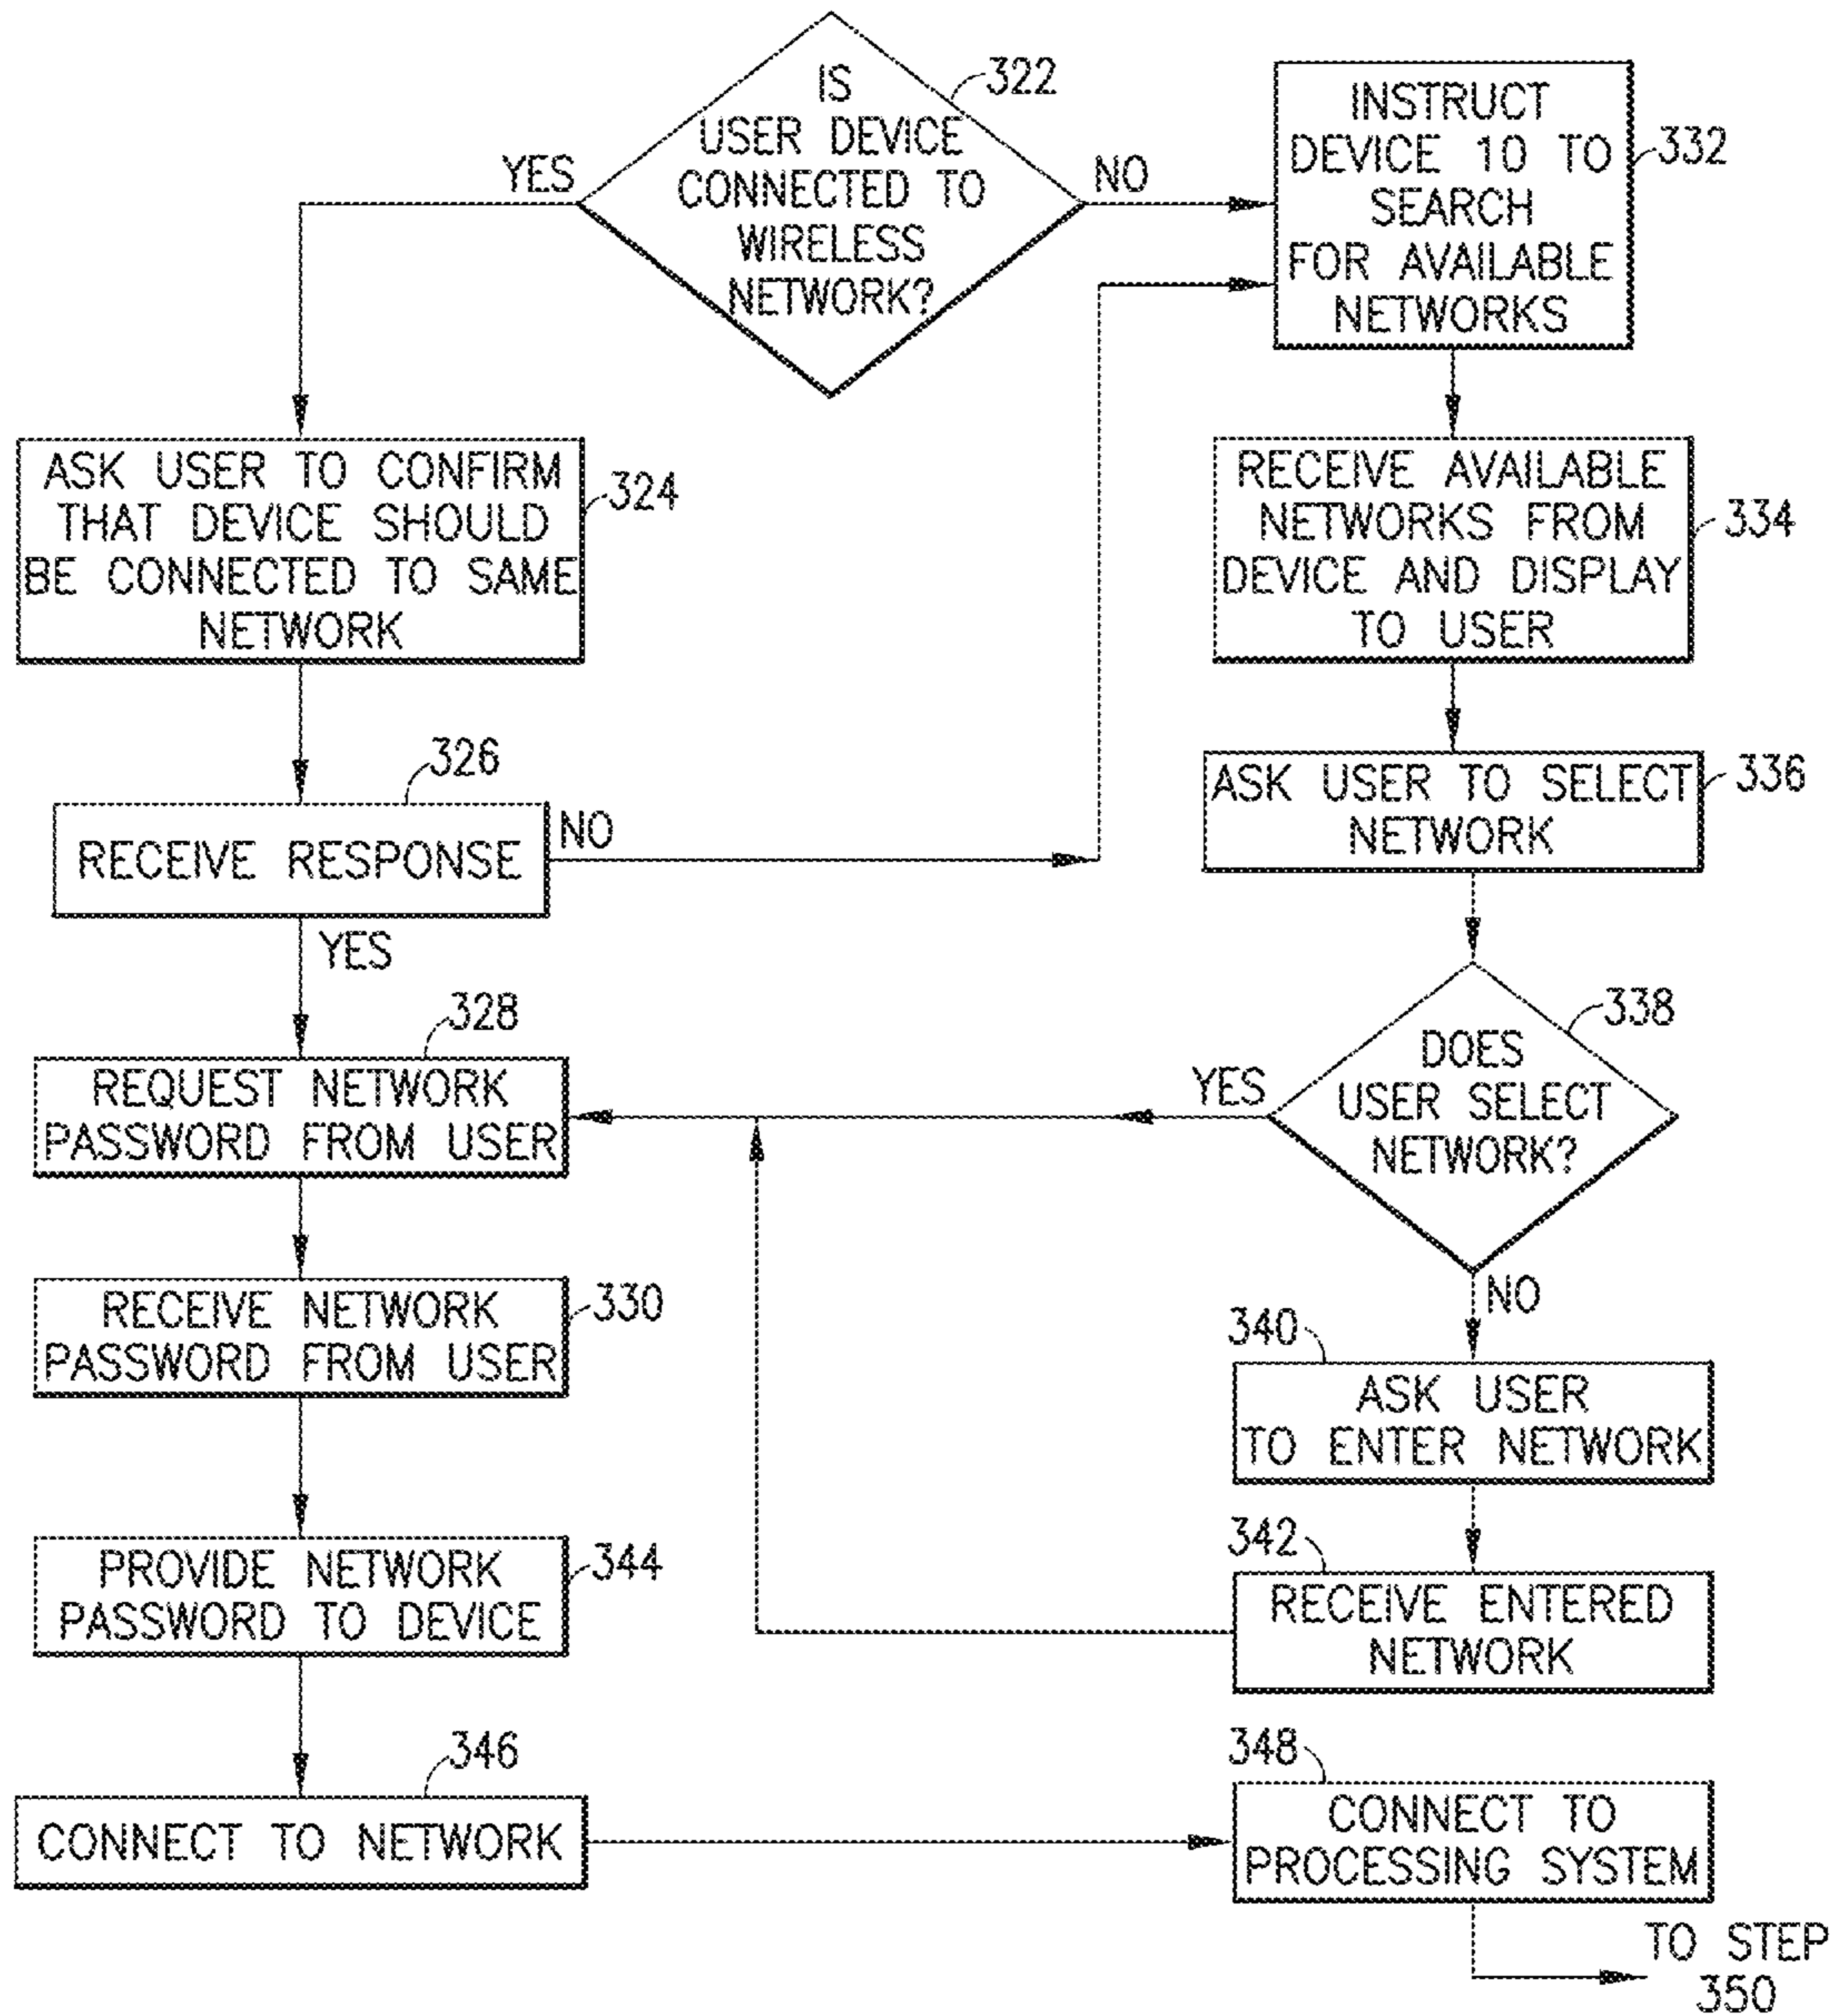 IS
USER DEVICE
CONNECTED TO
WIRELESS
NETWORK?
322
YES
NO
INSTRUCT
DEVICE 10 TO
SEARCH
FOR AVAILABLE
NETWORKS
332
ASK USER TO CONFIRM
THAT DEVICE SHOULD
BE CONNECTED TO SAME
NETWORK
324
RECEIVE AVAILABLE
NETWORKS FROM
DEVICE AND DISPLAY
TO USER
334
326
RECEIVE RESPONSE
NO
YES
ASK USER TO SELECT
NETWORK
336
328
REQUEST NETWORK
PASSWORD FROM USER
338
DOES
USER SELECT
NETWORK?
YES
NO
RECEIVE NETWORK
PASSWORD FROM USER
330
340
ASK USER
TO ENTER NETWORK
PROVIDE NETWORK
PASSWORD TO DEVICE
344
342
RECEIVE ENTERED
NETWORK
346
CONNECT TO NETWORK
348
CONNECT TO
PROCESSING SYSTEM
TO STEP
350